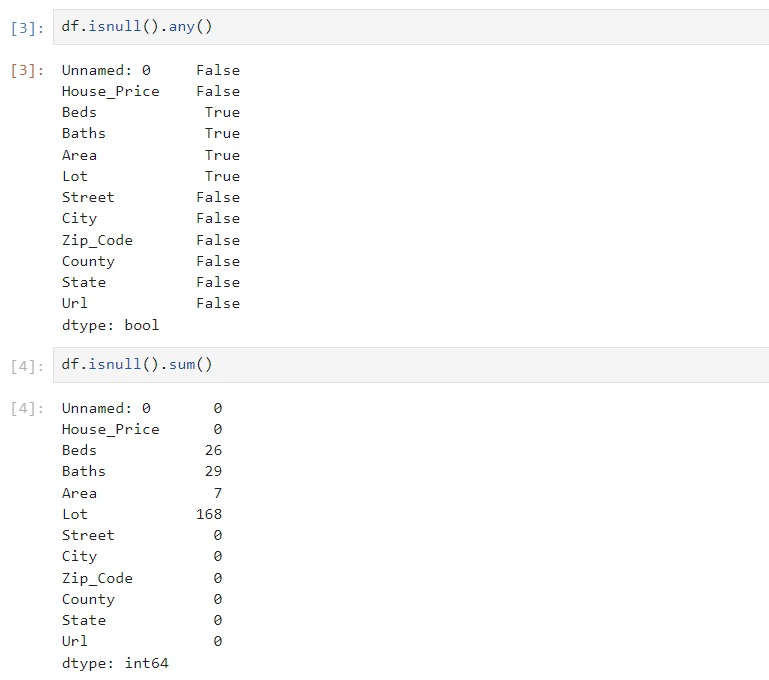 [3]: df.isnull().any()
[3]: Unnamed: 0 False
House_Price False
Beds True
Baths True
Area True
Lot True
Street False
City False
Zip_Code False
County False
State False
Url False
dtype: bool
[4]: df.isnull().sum()
[4]: Unnamed: 0 0
House_Price 0
Beds 26
Baths 29
Area 7
Lot 168
Street 0
City 0
Zip_Code 0
County 0
State 0
Url 0
dtype: int64